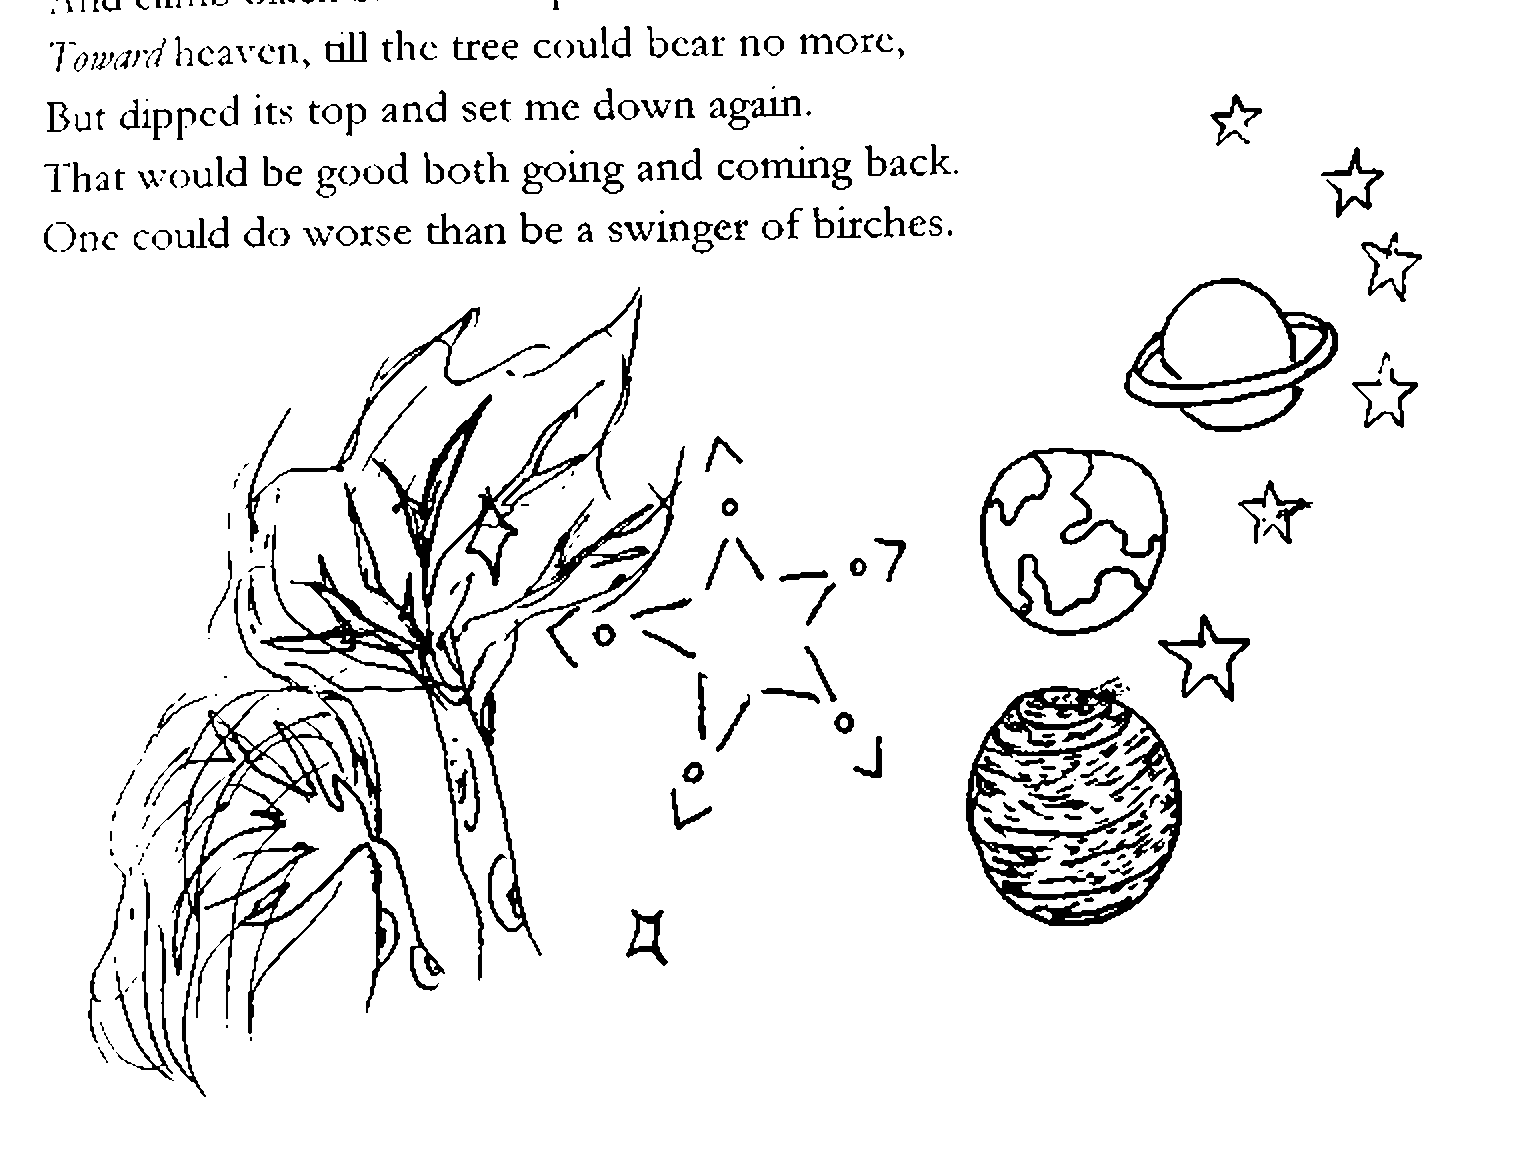 Toward heaven, till the tree could bear no more,
But dipped its top and set me down again.
That would be good both going and coming back.
One could do worse than be a swinger of birches.